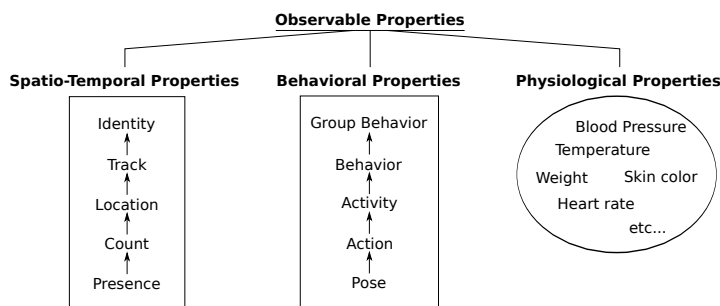 Observable Properties
Spatio-Temporal Properties
Identity
Track
Location
Count
Presence
Behavioral Properties
Group Behavior
Behavior
Activity
Action
Pose
Physiological Properties
Blood Pressure
Temperature
Weight Skin color
Heart rate
etc...